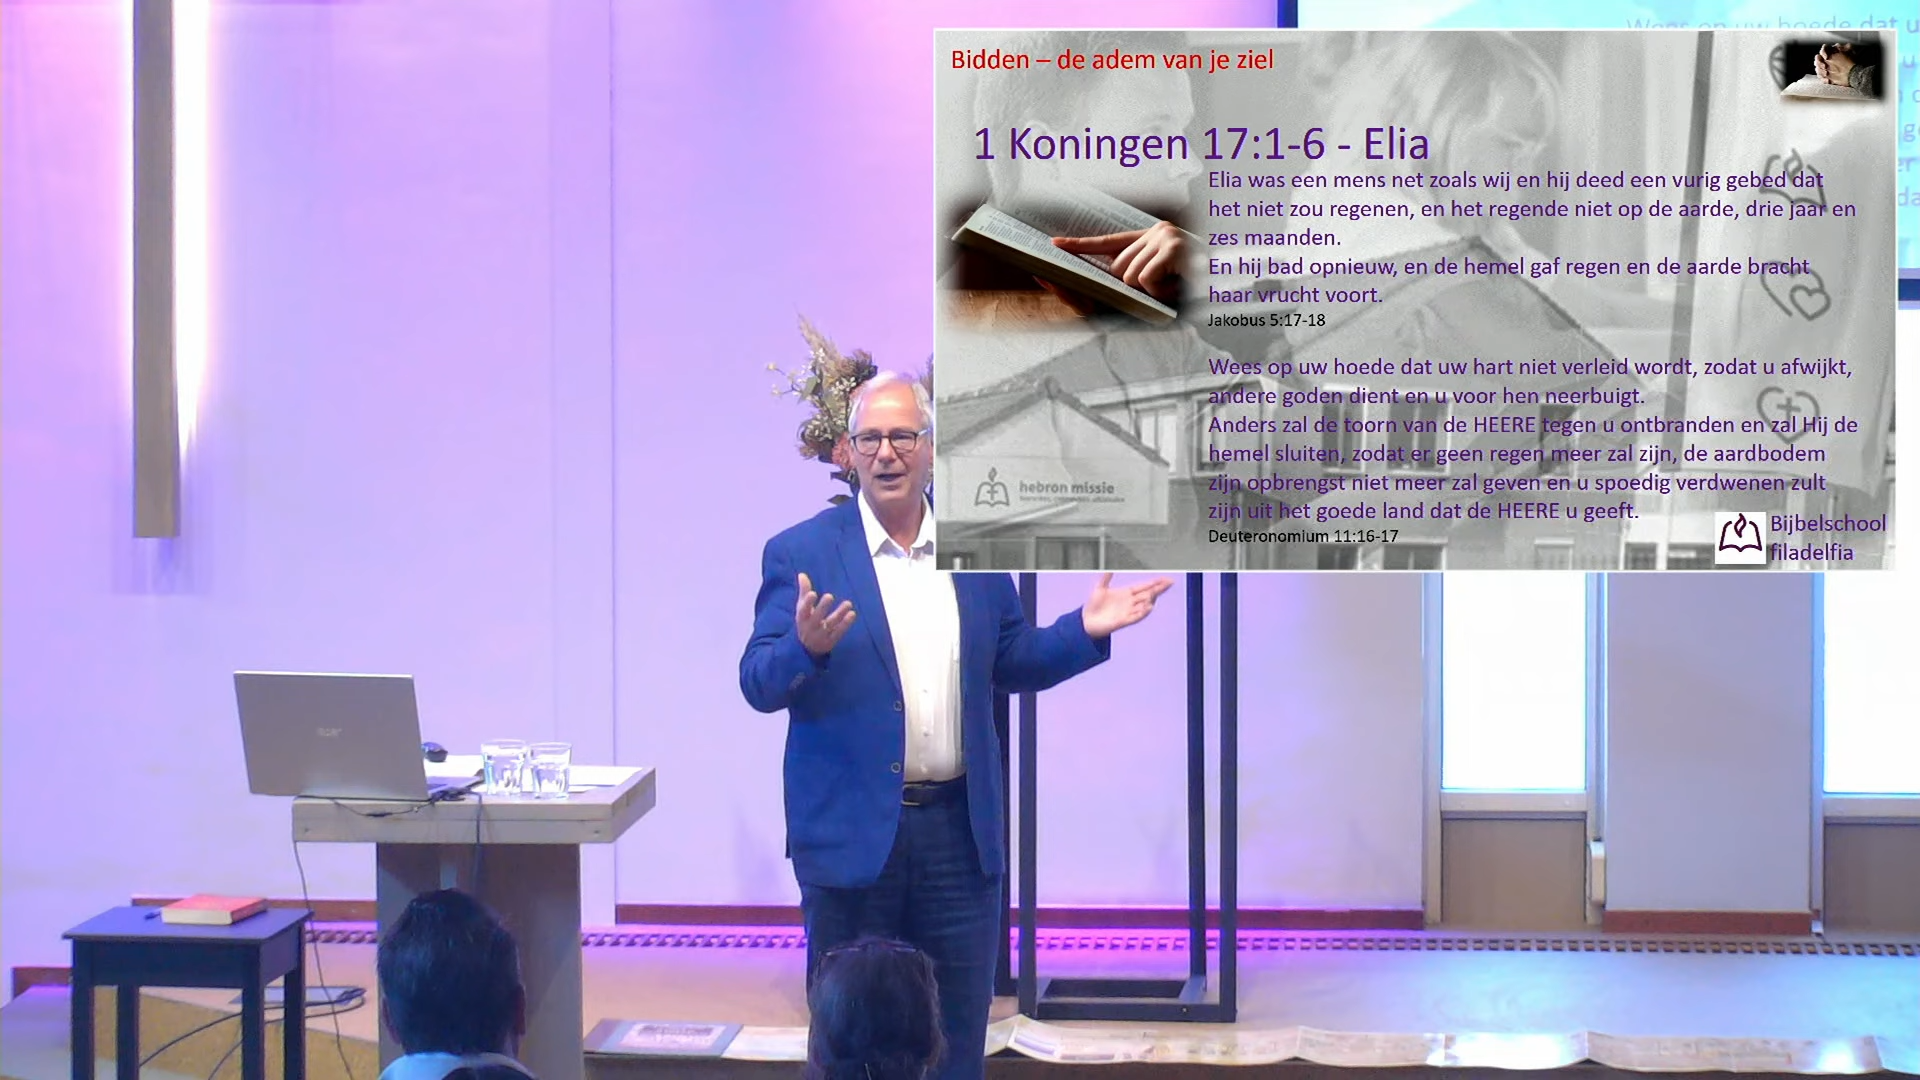 Wees op uw hoede dat u
Bidden – de adem van je ziel
1 Koningen 17:1-6 - Elia
Elia was een mens net zoals wij en hij deed een vurig gebed dat
het niet zou regenen, en het regende niet op de aarde, drie jaar en
zes maanden.
En hij bad opnieuw, en de hemel gaf regen en de aarde bracht
haar vrucht voort.
Jakobus 5:17-18
Wees op uw hoede dat uw hart niet verleid wordt, zodat u afwijkt,
andere goden dient en u voor hen neerbuigt.
Anders zal de toorn van de HEERE tegen u ontbranden en zal Hij de
hemel sluiten, zodat er geen regen meer zal zijn, de aardbodem
zijn opbrengst niet meer zal geven en u spoedig verdwenen zult
zijn uit het goede land dat de HEERE u geeft.
Deuteronomium 11:16-17
hebron missie
Bijbelschool
filadelfia
acer